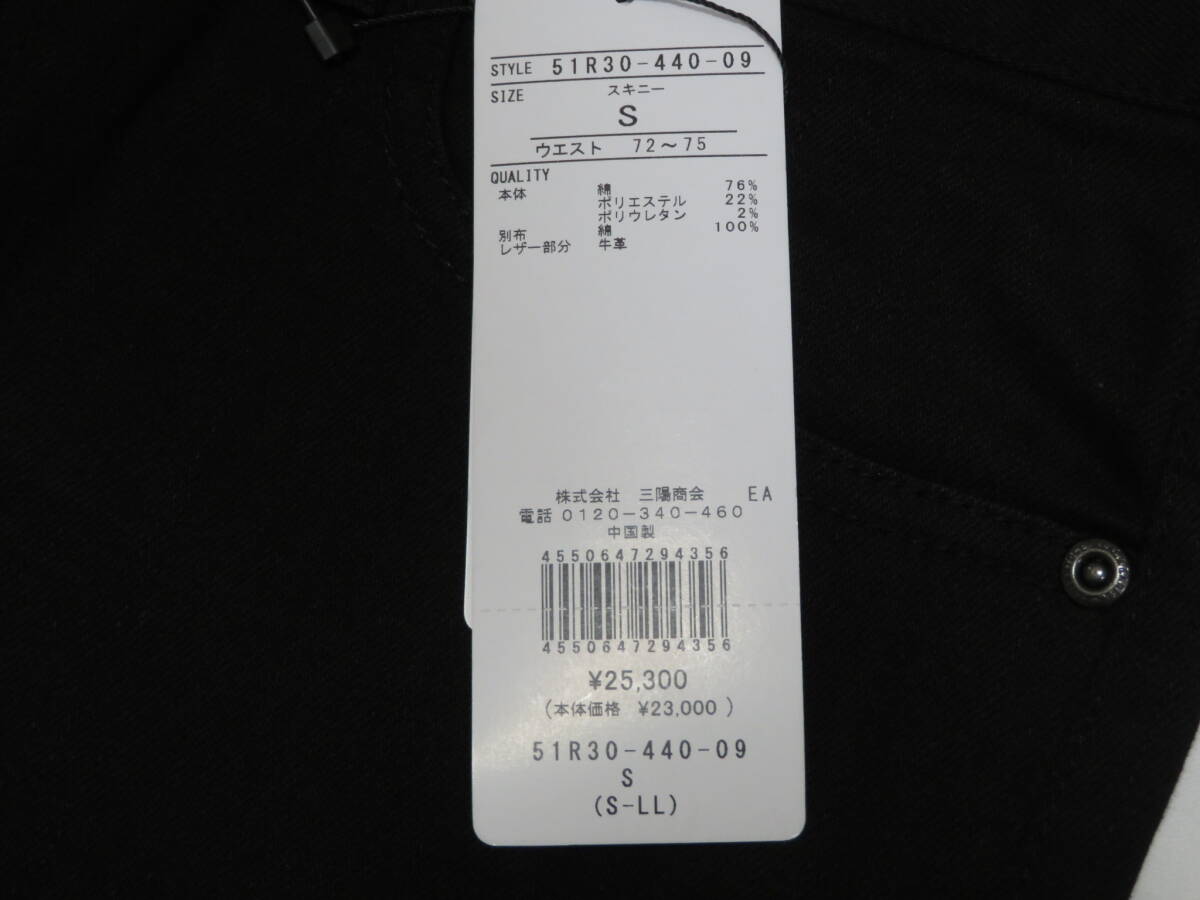 STYLE 51R30-440-09
SIZE スキニー
S
ウエスト 72～75
QUALITY
本体 綿 76%
ポリエステル 22%
ポリウレタン 2%
別布 綿 100%
レザー部分 牛革
株式会社 三陽商会 EA
電話 0120-340-460
中国製
4550647294356
4550647294356
¥25,300
(本体価格 ¥23,000 )
51R30-440-09
S
(S-LL)